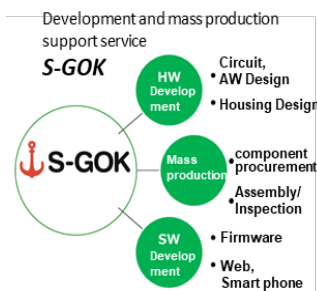 Development and mass production
support service
S-GOK
HW
Develop
ment
• Circuit,
AW Design
• Housing Design
S-GOK
Mass
production
• component
procurement
• Assembly/
Inspection
SW
Develop
ment
• Firmware
• Web,
Smart phone